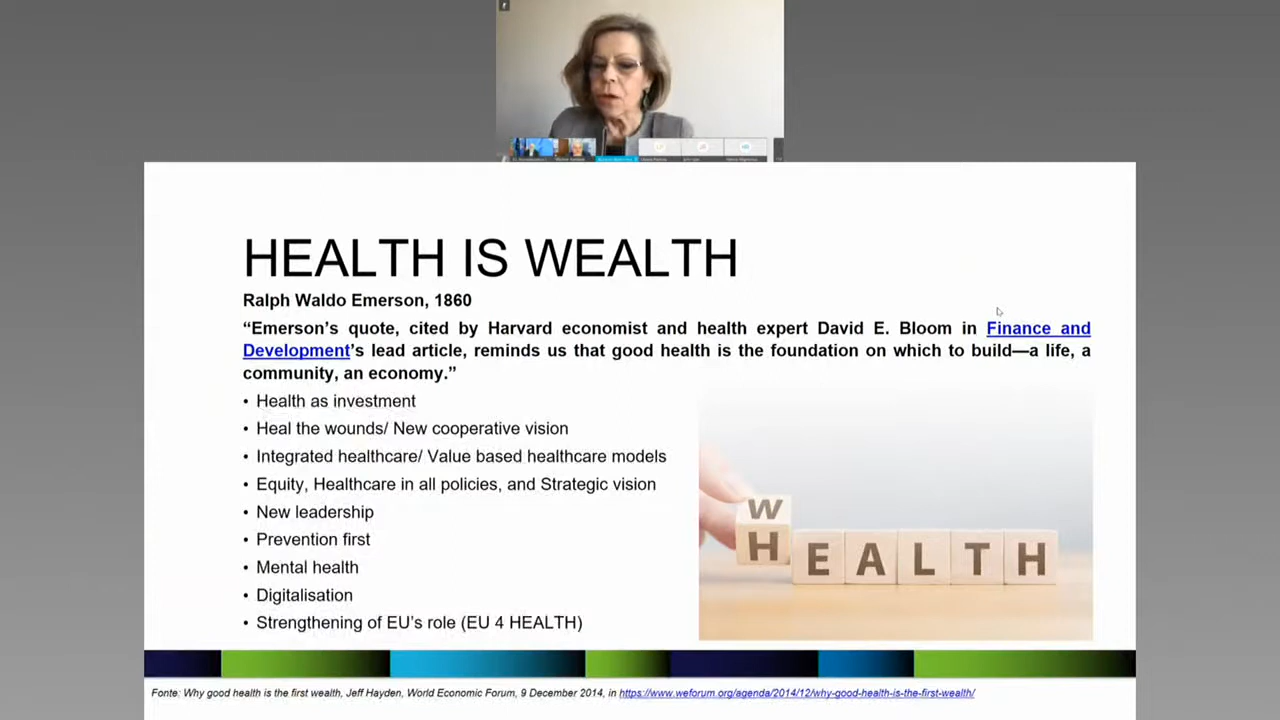 HEALTH IS WEALTH
Ralph Waldo Emerson, 1860
“Emerson’s quote, cited by Harvard economist and health expert David E. Bloom in Finance and
Development’s lead article, reminds us that good health is the foundation on which to build—a life, a
community, an economy.”
• Health as investment
• Heal the wounds/ New cooperative vision
• Integrated healthcare/ Value based healthcare models
• Equity, Healthcare in all policies, and Strategic vision
• New leadership
• Prevention first
• Mental health
• Digitalisation
• Strengthening of EU’s role (EU 4 HEALTH)
W
HEALTH
Fonte: Why good health is the first wealth, Jeff Hayden, World Economic Forum, 9 December 2014, in https://www.weforum.org/agenda/2014/12/why-good-health-is-the-first-wealth/